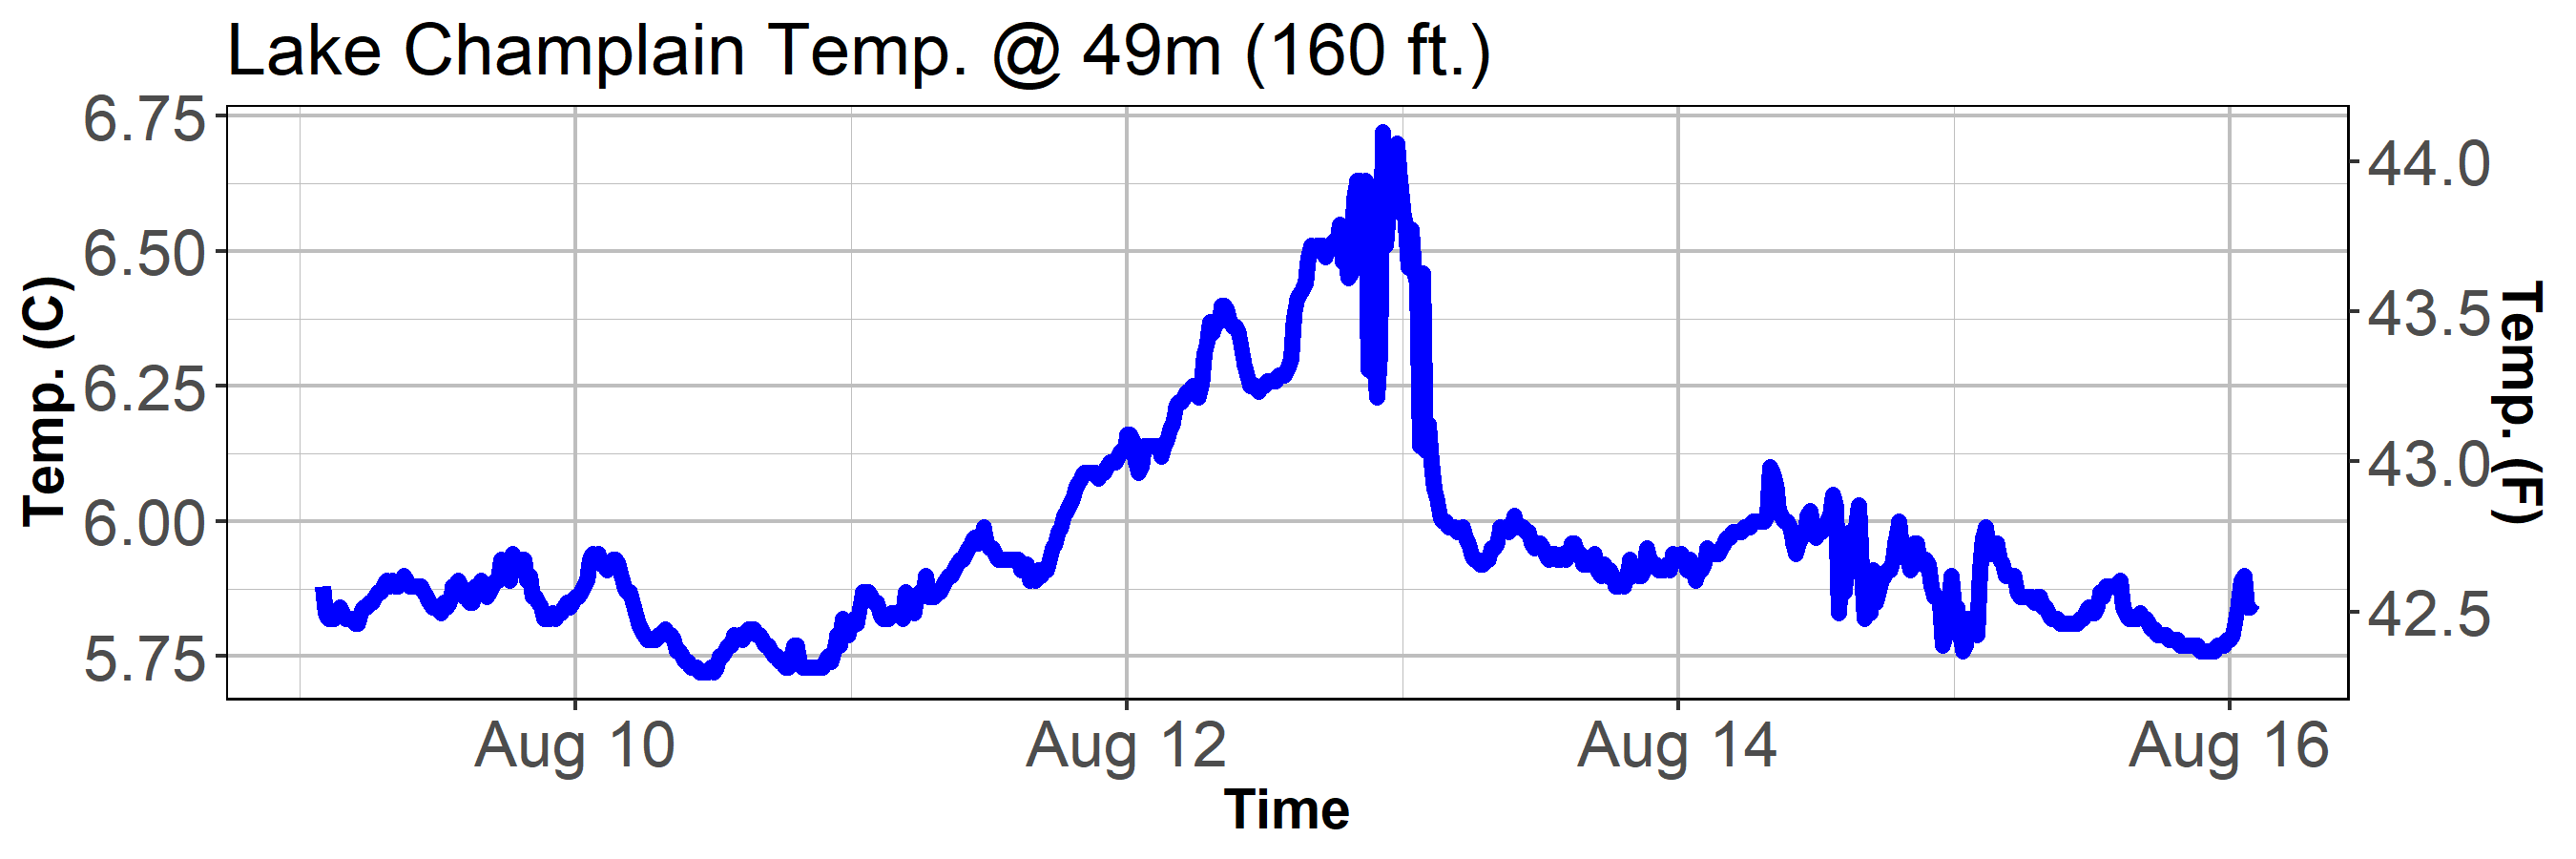 Lake Champlain Temp. @ 49m (160 ft.)
Temp. (C)
6.75
6.50
6.25
6.00
5.75
44.0
43.5
43.0
42.5
Temp. (F)
Aug 10
Aug 12
Aug 14
Aug 16
Time